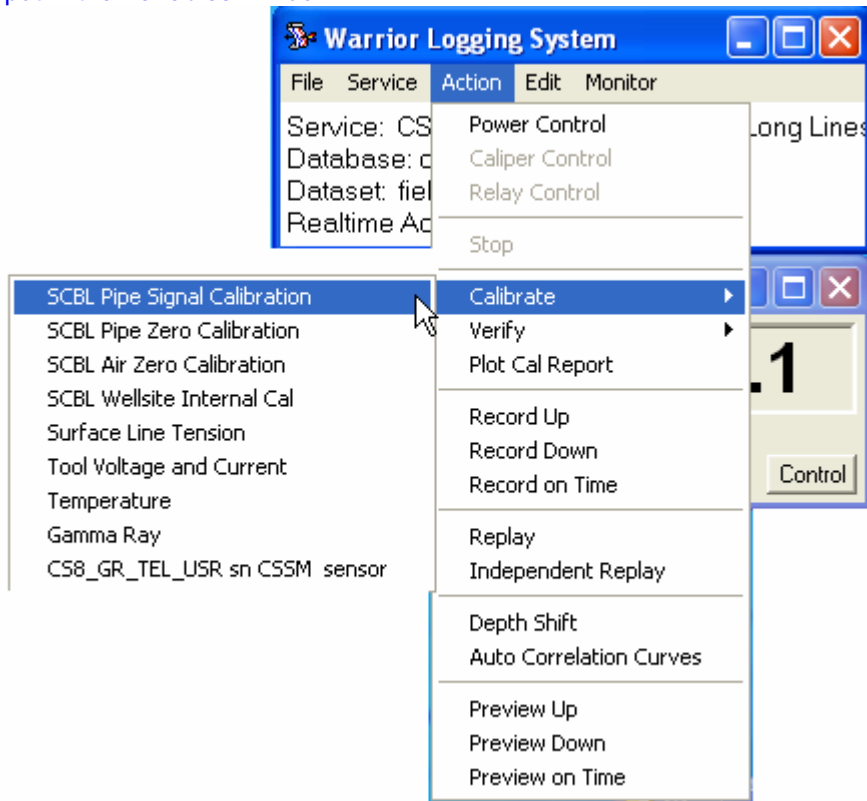 Warrior Logging System
File Service Action Edit Monitor
Service: CS
Long Lines
Database: c
Dataset: fiel
Realtime Ac
Power Control
Caliper Control
Relay Control
Stop
Calibrate
Verify
Plot Cal Report
Record Up
Record Down
Record on Time
Replay
Independent Replay
Depth Shift
Auto Correlation Curves
Preview Up
Preview Down
Preview on Time
SCBL Pipe Signal Calibration
SCBL Pipe Zero Calibration
SCBL Air Zero Calibration
SCBL Wellsite Internal Cal
Surface Line Tension
Tool Voltage and Current
Temperature
Gamma Ray
CS8_GR_TEL_USR sn CSSM sensor
.1
Control